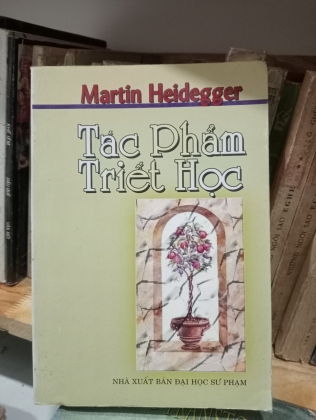 Martin Heidegger
Tác Phẩm
Triết Học
NHÀ XUẤT BẢN ĐẠI HỌC SƯ PHẠM